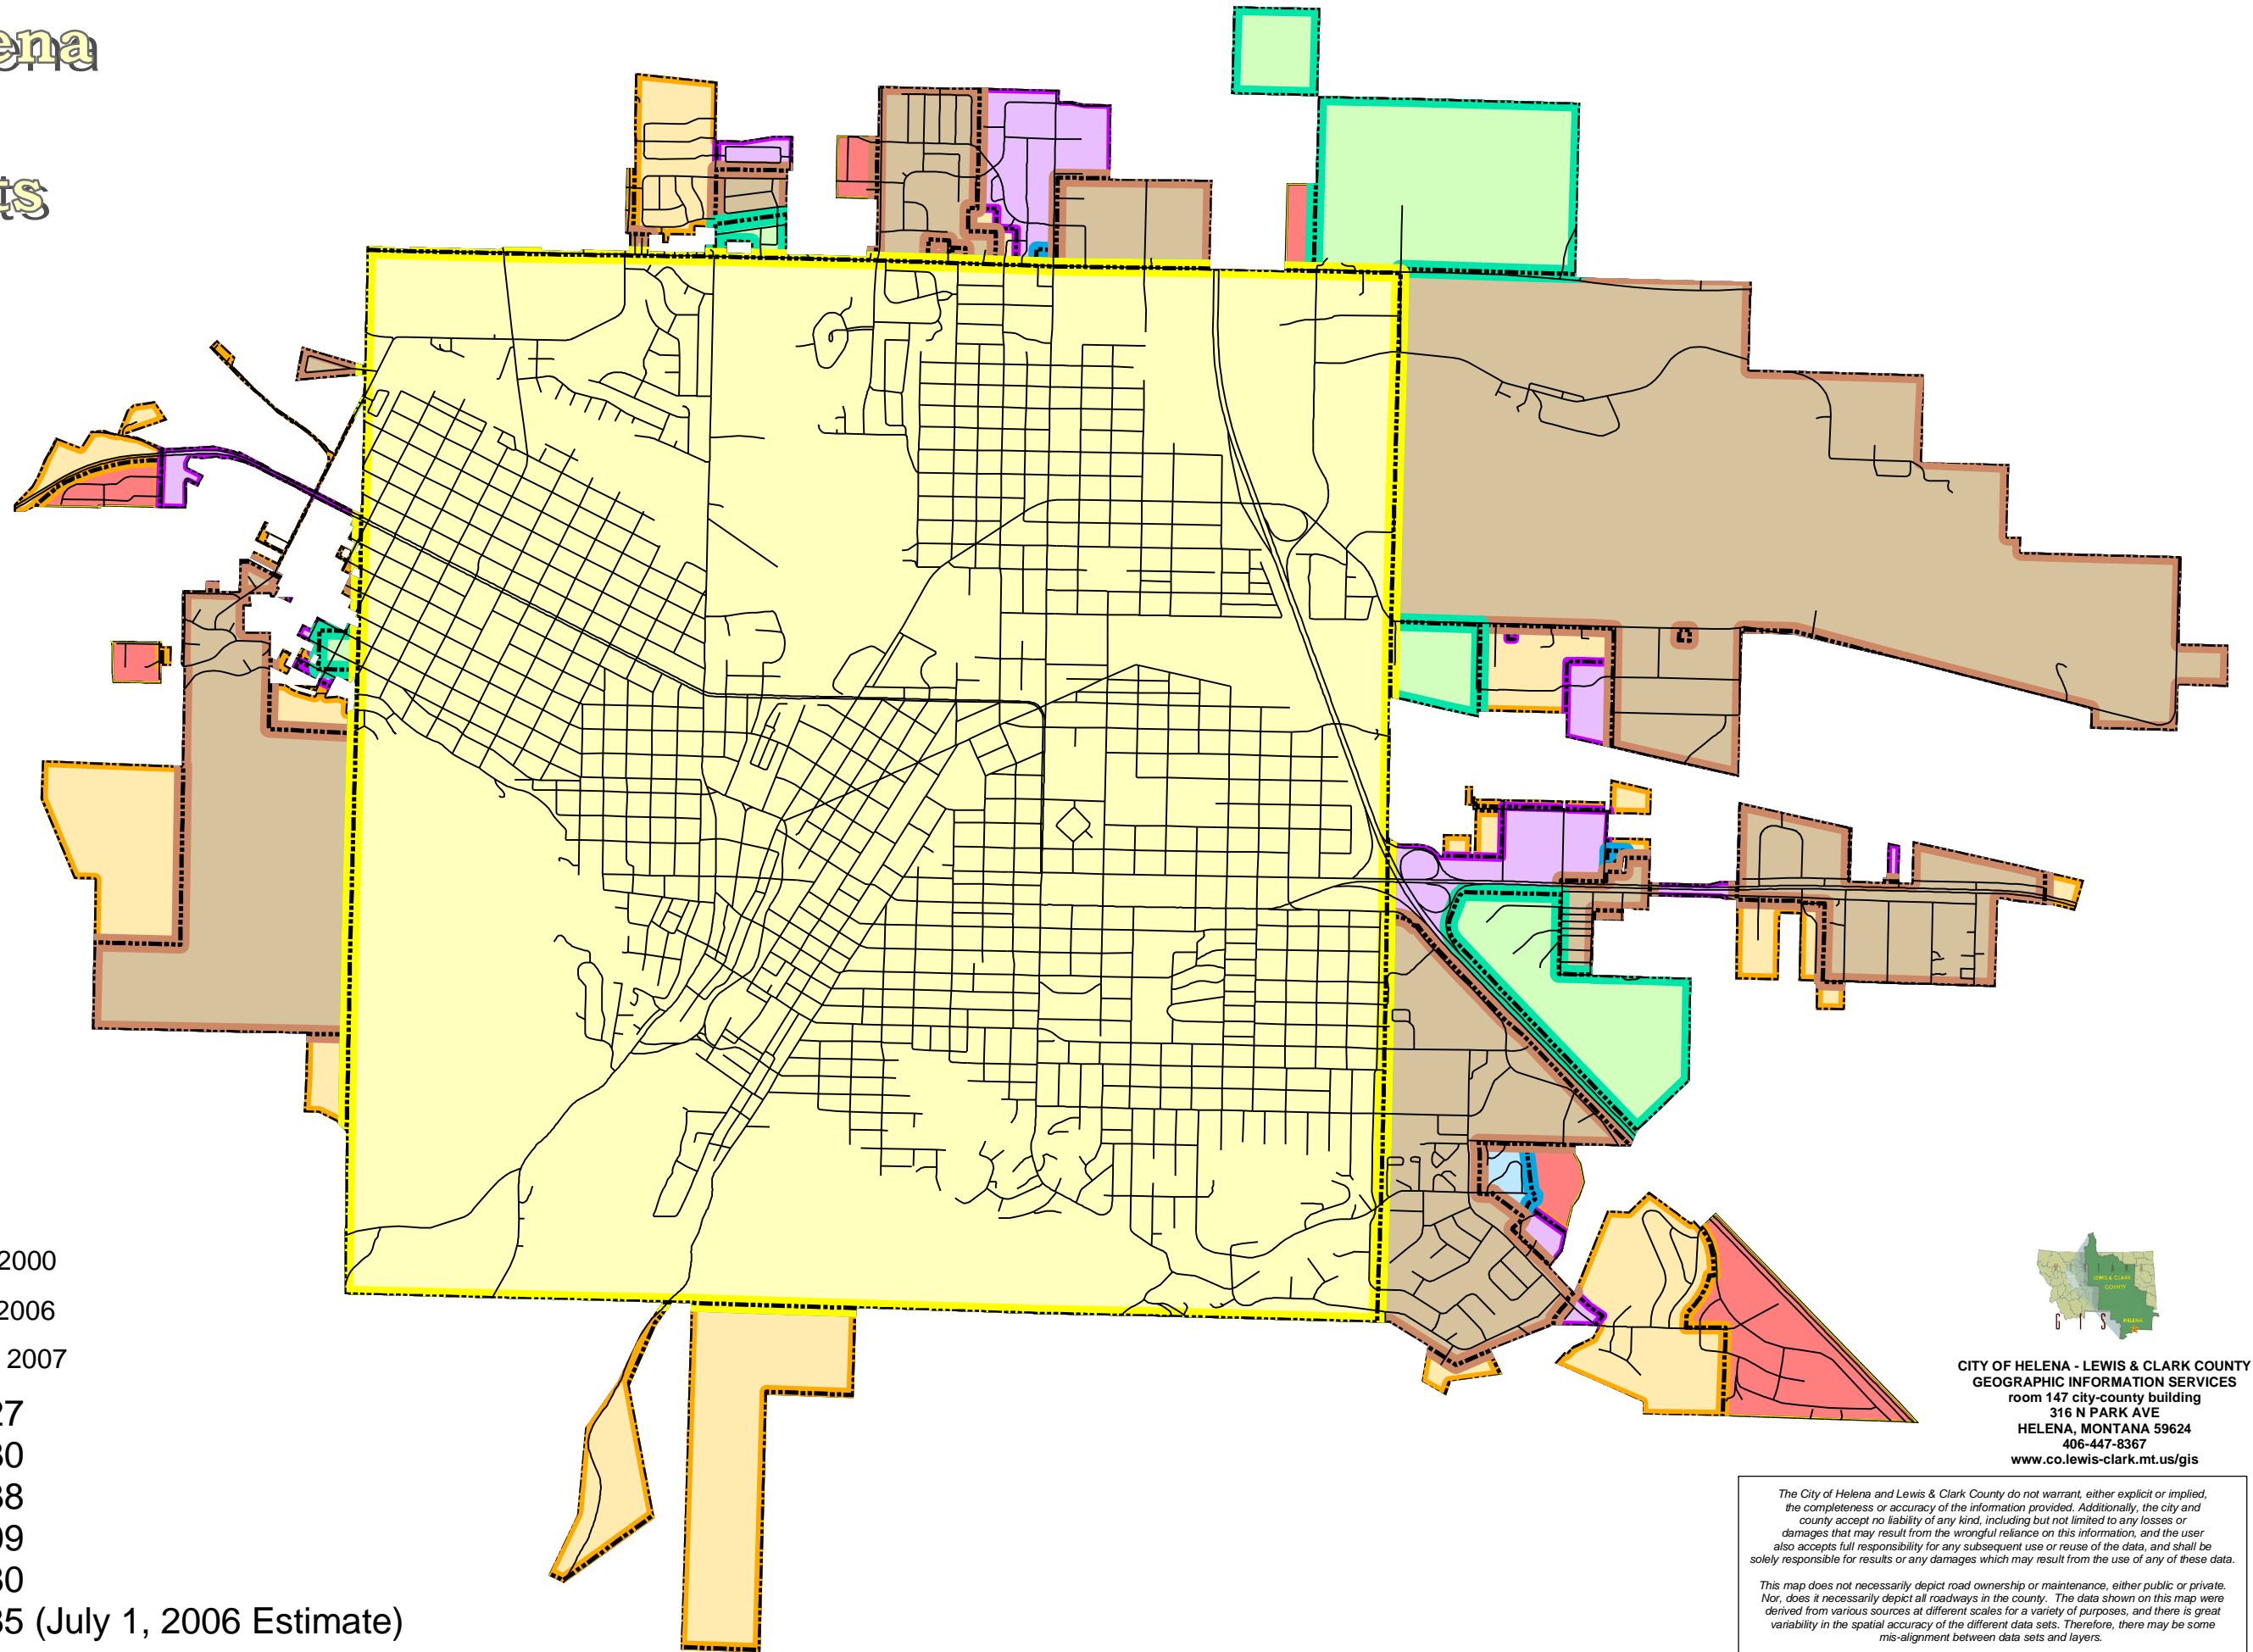 ena
ts
2000
2006
2007
27
30
38
09
30
35 (July 1, 2006 Estimate)
LEWIS & CLARK
COUNTY
HELENA
G I S
CITY OF HELENA - LEWIS & CLARK COUNTY
GEOGRAPHIC INFORMATION SERVICES
room 147 city-county building
316 N PARK AVE
HELENA, MONTANA 59624
406-447-8367
www.co.lewis-clark.mt.us/gis
The City of Helena and Lewis & Clark County do not warrant, either explicit or implied,
the completeness or accuracy of the information provided. Additionally, the city and
county accept no liability of any kind, including but not limited to any losses or
damages that may result from the wrongful reliance on this information, and the user
also accepts full responsibility for any subsequent use or reuse of the data, and shall be
solely responsible for results or any damages which may result from the use of any of these data.
This map does not necessarily depict road ownership or maintenance, either public or private.
Nor, does it necessarily depict all roadways in the county. The data shown on this map were
derived from various sources at different scales for a variety of purposes, and there is great
variability in the spatial accuracy of the different data sets. Therefore, there may be some
mis-alignment between data sets and layers.